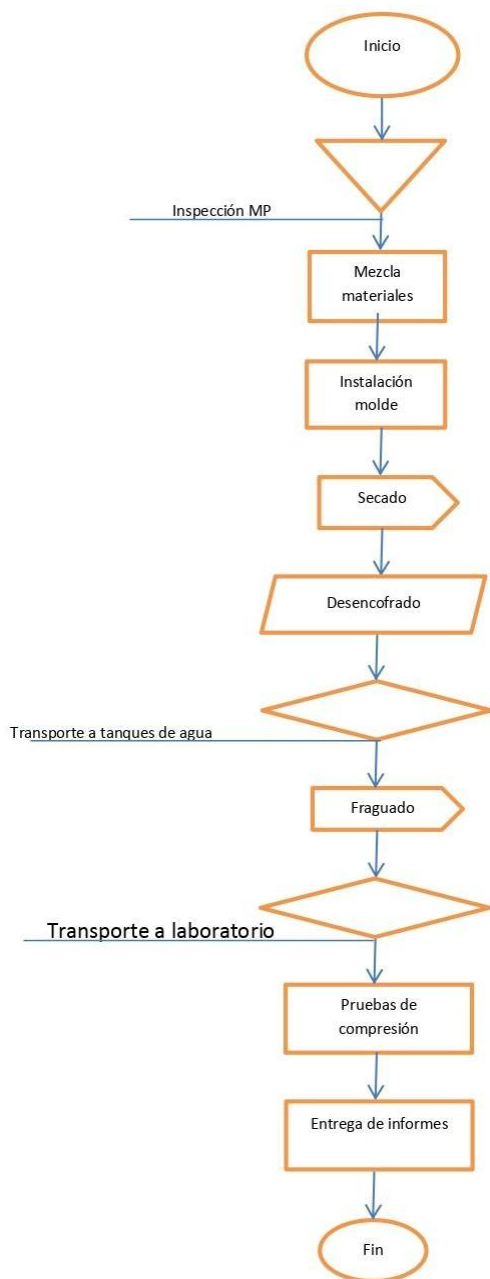 Inicio
Inspección MP
Mezcla
materiales
Instalación
molde
Secado
Desencofrado
Transporte a tanques de agua
Fraguado
Transporte a laboratorio
Pruebas de
compresión
Entrega de informes
Fin